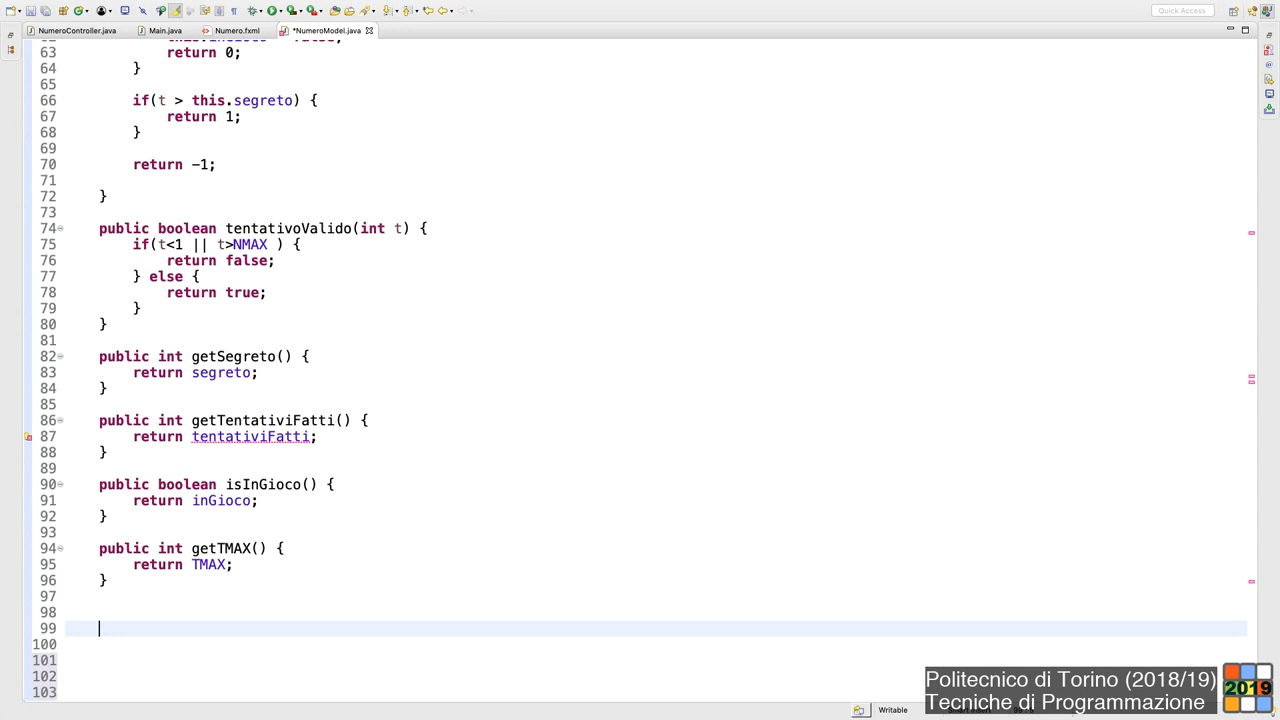 Quick Access
NumeroController.java Main.java Numero.fxml *NumeroModel.java
63 return 0;
64 }
65
66 if(t > this.segreto) {
67 return 1;
68 }
69
70 return -1;
71
72 }
73
74 public boolean tentativoValido(int t) {
75 if(t<1 || t>NMAX ) {
76 return false;
77 } else {
78 return true;
79 }
80 }
81
82 public int getSegreto() {
83 return segreto;
84 }
85
86 public int getTentativiFatti() {
87 return tentativiFatti;
88 }
89
90 public boolean isInGioco() {
91 return inGioco;
92 }
93
94 public int getTMAX() {
95 return TMAX;
96 }
97
98
99
100
101
102
103
Politecnico di Torino (2018/19)
Tecniche di Programmazione
2019
Writable